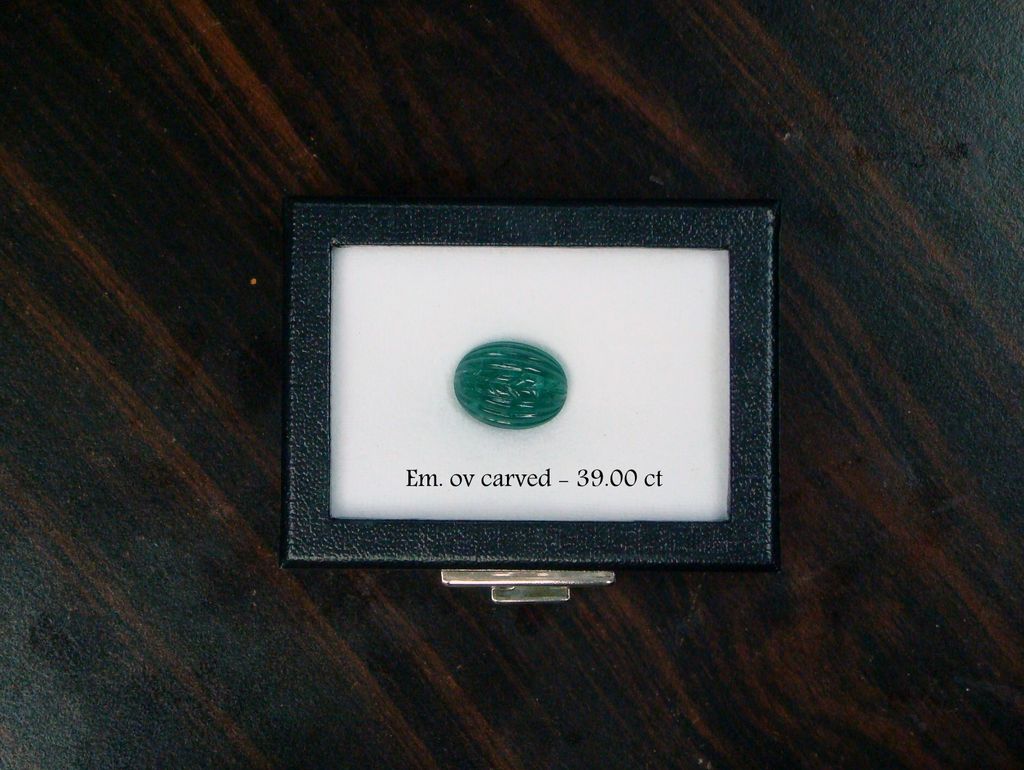 Em. ov carved - 39.00 ct